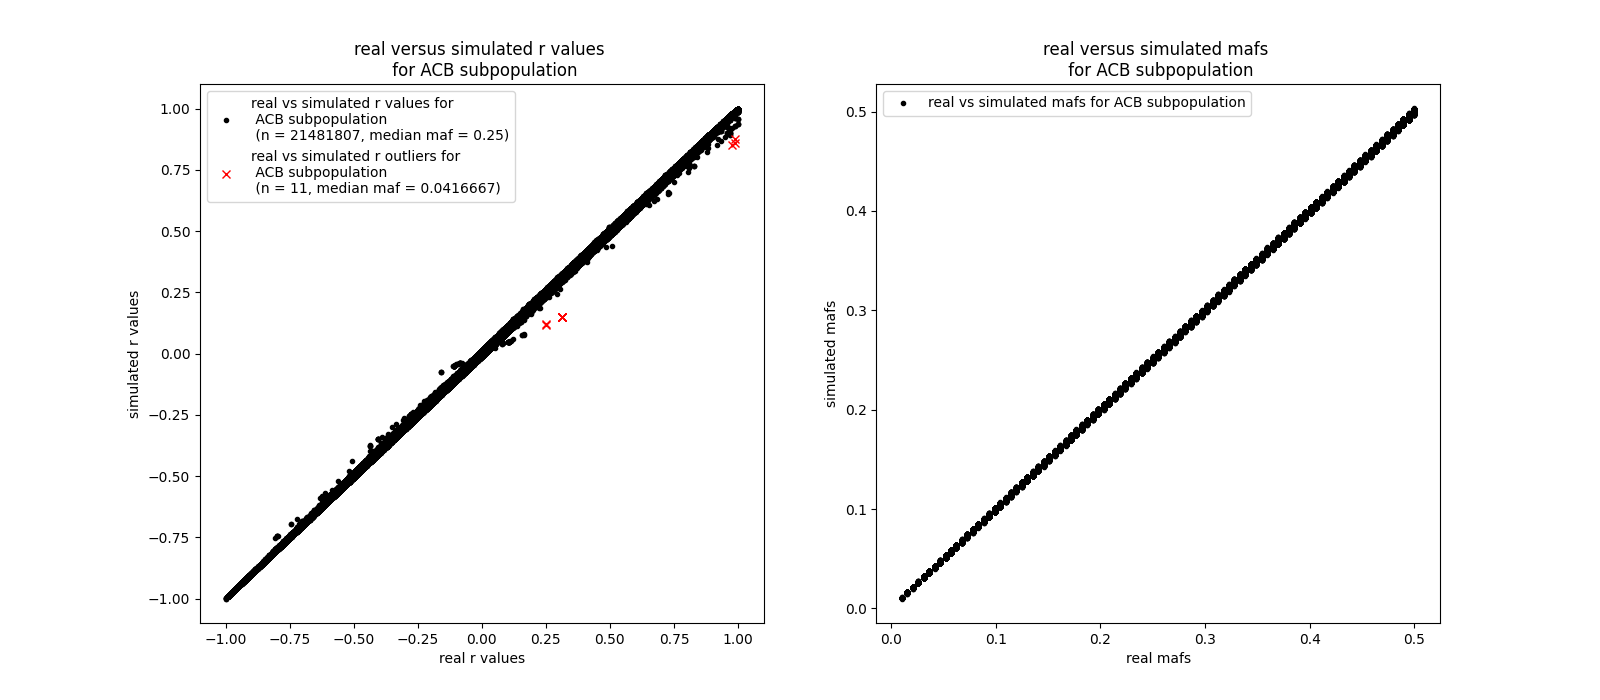 real versus simulated r values
for ACB subpopulation
real vs simulated r values for
ACB subpopulation
(n = 21481807, median maf = 0.25)
real vs simulated r outliers for
ACB subpopulation
(n = 11, median maf = 0.0416667)
simulated r values
1.00
0.75
0.50
0.25
0.00
−0.25
−0.50
−0.75
−1.00
−1.00 −0.75 −0.50 −0.25 0.00 0.25 0.50 0.75 1.00
real r values
real versus simulated mafs
for ACB subpopulation
real vs simulated mafs for ACB subpopulation
simulated mafs
0.5
0.4
0.3
0.2
0.1
0.0
0.0 0.1 0.2 0.3 0.4 0.5
real mafs